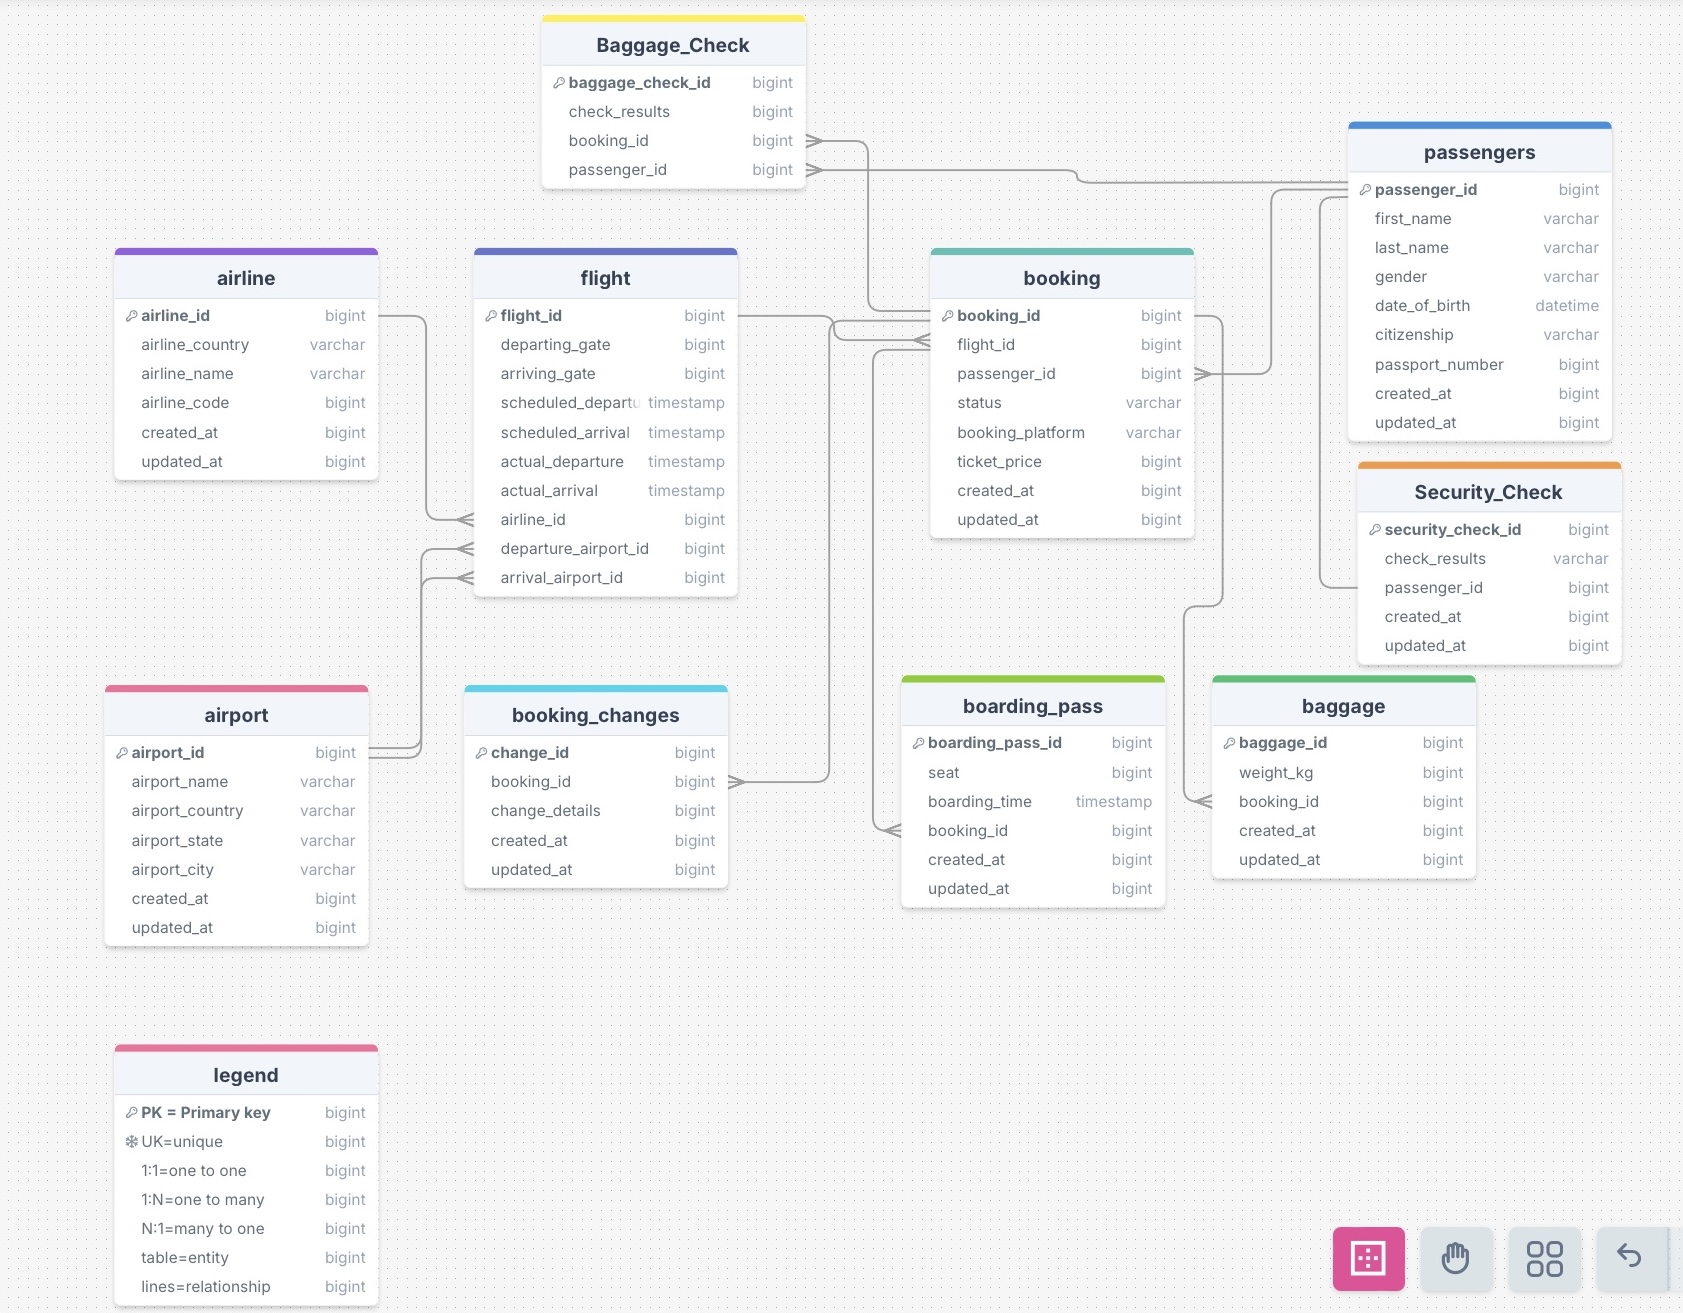 Baggage_Check
baggage_check_id bigint
check_results bigint
booking_id bigint
passenger_id bigint
passengers
passenger_id bigint
first_name varchar
last_name varchar
gender varchar
date_of_birth datetime
citizenship varchar
passport_number bigint
created_at bigint
updated_at bigint
airline
airline_id bigint
airline_country varchar
airline_name varchar
airline_code bigint
created_at bigint
updated_at bigint
flight
flight_id bigint
departing_gate bigint
arriving_gate bigint
scheduled_departu timestamp
scheduled_arrival timestamp
actual_departure timestamp
actual_arrival timestamp
airline_id bigint
departure_airport_id bigint
arrival_airport_id bigint
booking
booking_id bigint
flight_id bigint
passenger_id bigint
status varchar
booking_platform varchar
ticket_price bigint
created_at bigint
updated_at bigint
Security_Check
security_check_id bigint
check_results varchar
passenger_id bigint
created_at bigint
updated_at bigint
airport
airport_id bigint
airport_name varchar
airport_country varchar
airport_state varchar
airport_city varchar
created_at bigint
updated_at bigint
booking_changes
change_id bigint
booking_id bigint
change_details bigint
created_at bigint
updated_at bigint
boarding_pass
boarding_pass_id bigint
seat bigint
boarding_time timestamp
booking_id bigint
created_at bigint
updated_at bigint
baggage
baggage_id bigint
weight_kg bigint
booking_id bigint
created_at bigint
updated_at bigint
legend
PK = Primary key bigint
UK=unique bigint
1:1=one to one bigint
1:N=one to many bigint
N:1=many to one bigint
table=entity bigint
lines=relationship bigint